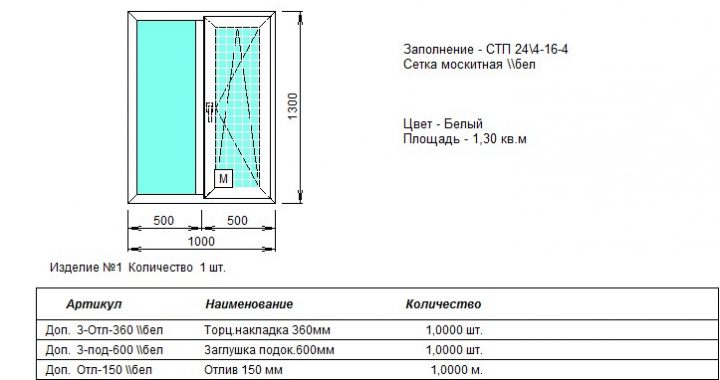 Заполнение - СТП 24\4-16-4
Сетка москитная \\бел
1300
Цвет - Белый
Площадь - 1,30 кв.м
М
500
500
1000
Изделие №1 Количество 1 шт.
Артикул Наименование Количество
Доп. 3-Отл-360 \\бел Торц.накладка 360мм 1,0000 шт.
Доп. 3-под-600 \\бел Заглушка подок.600мм 1,0000 шт.
Доп. Отл-150 \\бел Отлив 150 мм 1,0000 м.